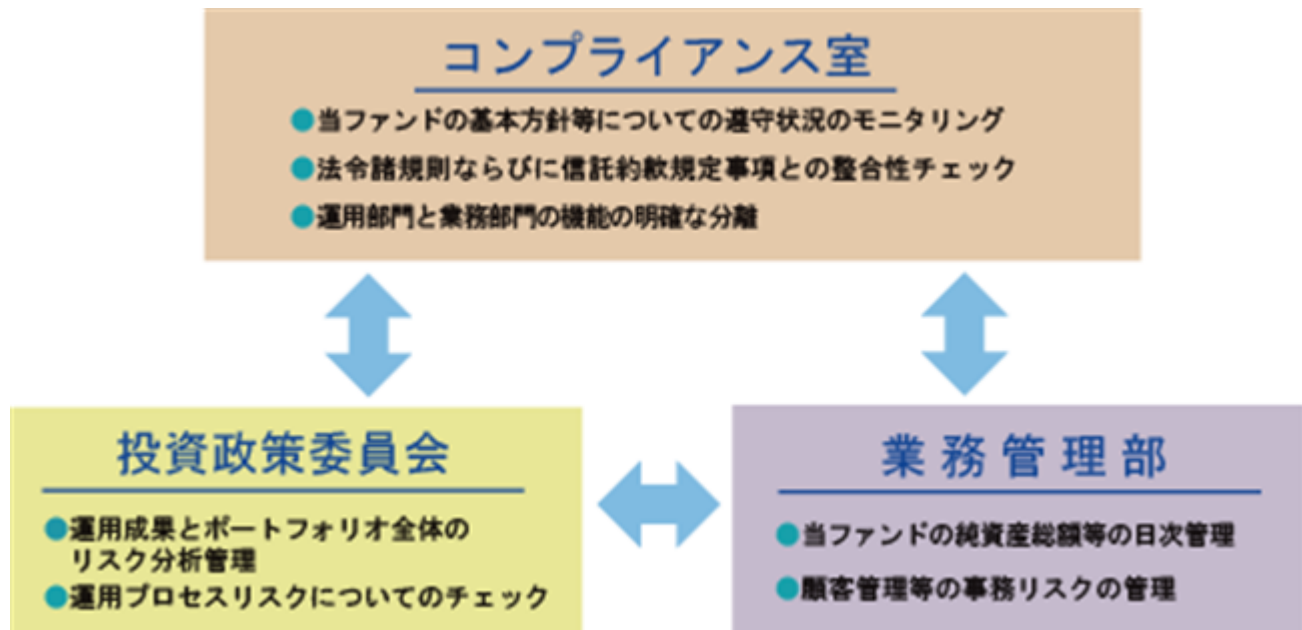 コンプライアンス室
●当ファンドの基本方針等についての遵守状況のモニタリング
●法令諸規則ならびに信託約款規定事項との整合性チェック
●運用部門と業務部門の機能の明確な分離
投資政策委員会
●運用成果とポートフォリオ全体の
リスク分析管理
●運用プロセスリスクについてのチェック
業務管理部
●当ファンドの純資産総額等の日次管理
●顧客管理等の事務リスクの管理